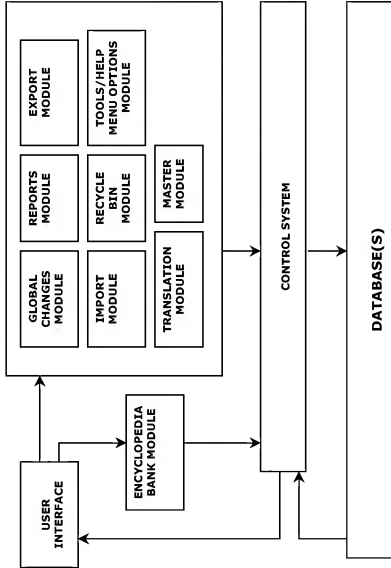 USER
INTERFACE
GLOBAL
CHANGES
MODULE
REPORTS
MODULE
EXPORT
MODULE
IMPORT
MODULE
RECYCLE
BIN
MODULE
TOOLS/HELP
MENU OPTIONS
MODULE
TRANSLATION
MODULE
MASTER
MODULE
ENCYCLOPEDIA
BANK MODULE
CONTROL SYSTEM
DATABASE(S)